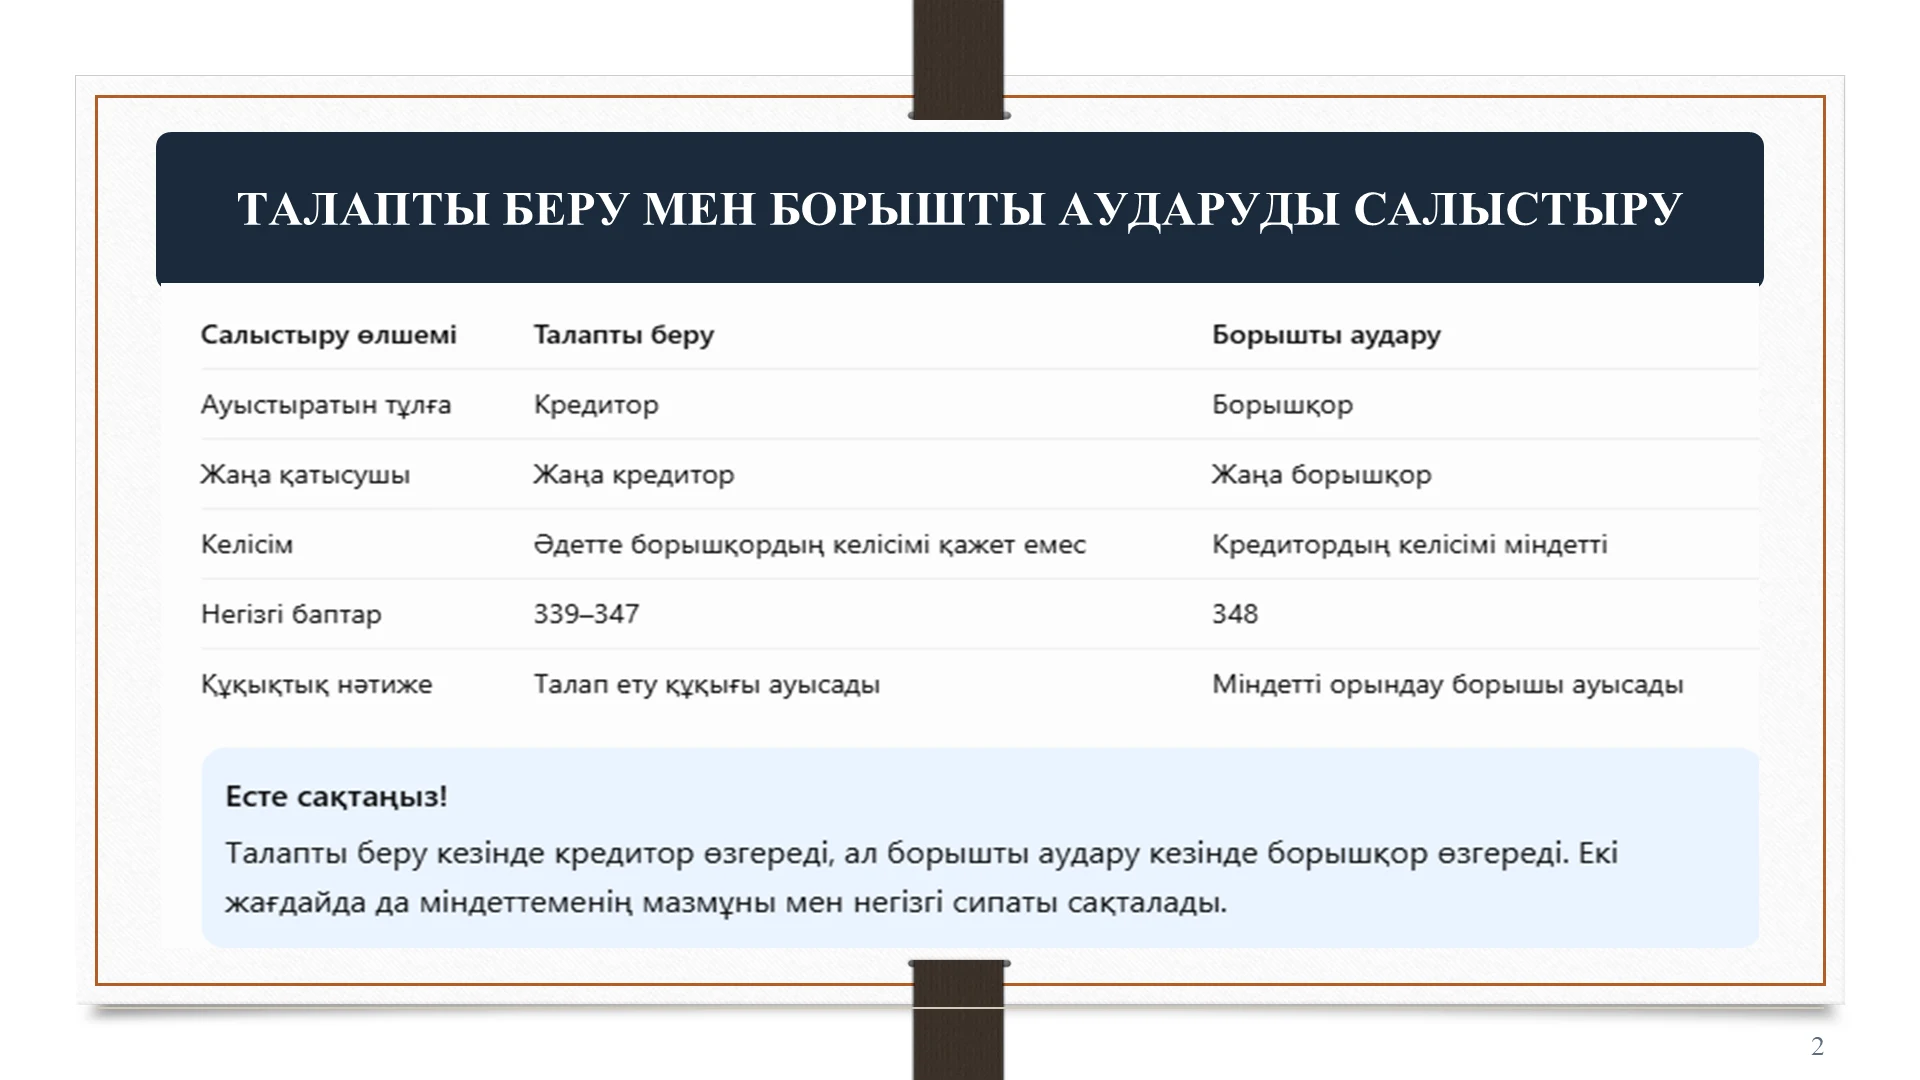 ТАЛАПТЫ БЕРУ МЕН БОРЫШТЫ АУДАРУДЫ САЛЫСТЫРУ
Салыстыру өлшемі Талапты беру Борышты аудару
Ауыстыратын тұлға Кредитор Борышқор
Жаңа қатысушы Жаңа кредитор Жаңа борышқор
Келісім Әдетте борышқордың келісімі қажет емес Кредитордың келісімі міндетті
Негізгі баптар 339–347 348
Құқықтық нәтиже Талап ету құқығы ауысады Міндетті орындау борышы ауысады
Есте сақтаңыз!
Талапты беру кезінде кредитор өзгереді, ал борышты аудару кезінде борышқор өзгереді. Екі
жағдайда да міндеттеменің мазмұны мен негізгі сипаты сақталады.
2